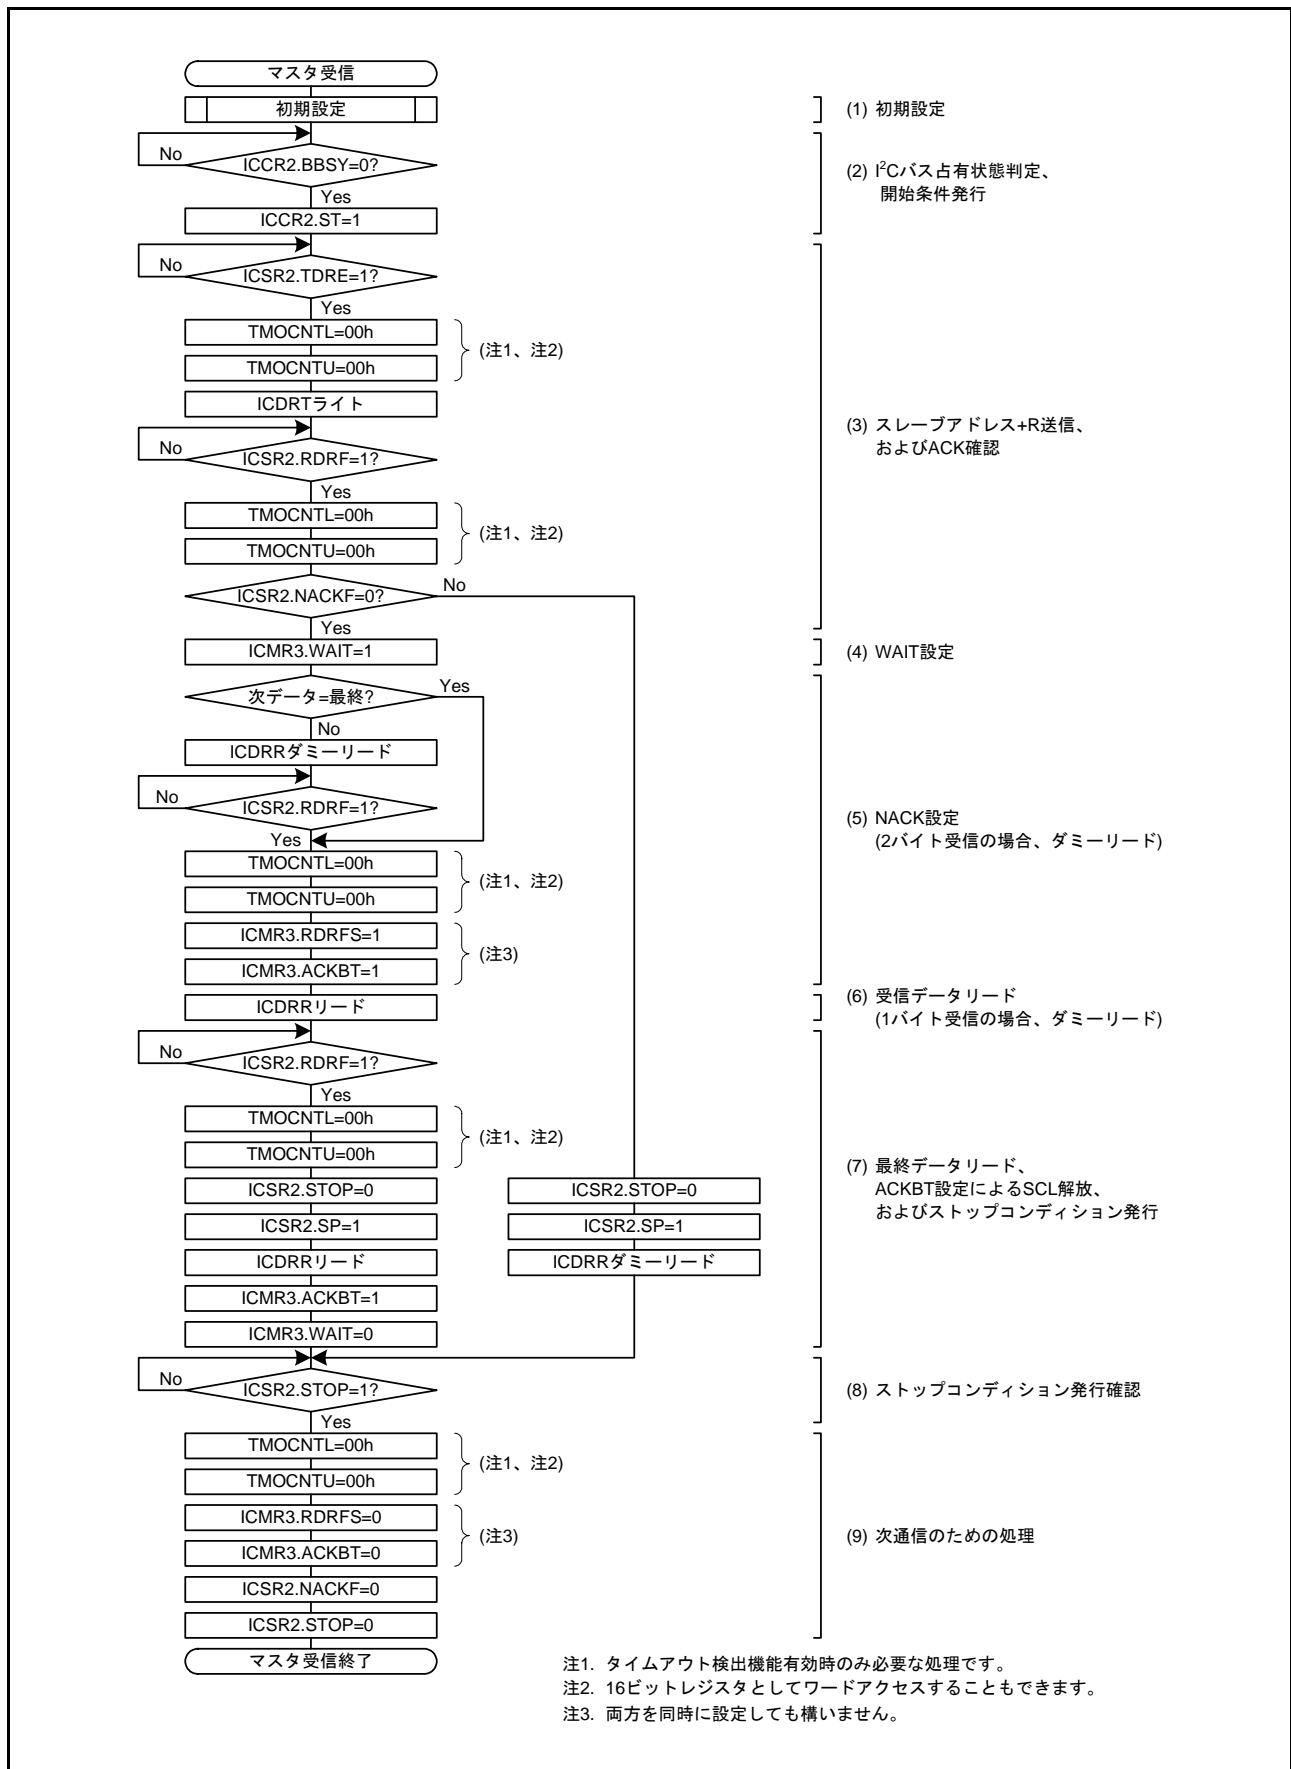 マスタ受信
初期設定
(1) 初期設定
No
ICCR2.BBSY=0?
(2) I²Cバス占有状態判定、
開始条件発行
Yes
ICCR2.ST=1
No
ICSR2.TDRE=1?
Yes
TMOCNTL=00h
(注1、注2)
TMOCNTU=00h
ICDRTライト
(3) スレーブアドレス+R送信、
およびACK確認
No
ICSR2.RDRF=1?
Yes
TMOCNTL=00h
(注1、注2)
TMOCNTU=00h
ICSR2.NACKF=0?
No
Yes
ICMR3.WAIT=1
(4) WAIT設定
次データ=最終?
Yes
No
ICDRRダミーリード
No
ICSR2.RDRF=1?
(5) NACK設定
(2バイト受信の場合、ダミーリード)
Yes
TMOCNTL=00h
(注1、注2)
TMOCNTU=00h
ICMR3.RDRFS=1
(注3)
ICMR3.ACKBT=1
ICDRRリード
(6) 受信データリード
(1バイト受信の場合、ダミーリード)
No
ICSR2.RDRF=1?
Yes
TMOCNTL=00h
(注1、注2)
TMOCNTU=00h
(7) 最終データリード、
ACKBT設定によるSCL解放、
およびストップコンディション発行
ICSR2.STOP=0
ICSR2.STOP=0
ICSR2.SP=1
ICSR2.SP=1
ICDRRリード
ICDRRダミーリード
ICMR3.ACKBT=1
ICMR3.WAIT=0
No
ICSR2.STOP=1?
(8) ストップコンディション発行確認
Yes
TMOCNTL=00h
(注1、注2)
TMOCNTU=00h
ICMR3.RDRFS=0
(注3)
ICMR3.ACKBT=0
(9) 次通信のための処理
ICSR2.NACKF=0
ICSR2.STOP=0
マスタ受信終了
注1. タイムアウト検出機能有効時のみ必要な処理です。
注2. 16ビットレジスタとしてワードアクセスすることもできます。
注3. 両方を同時に設定しても構いません。